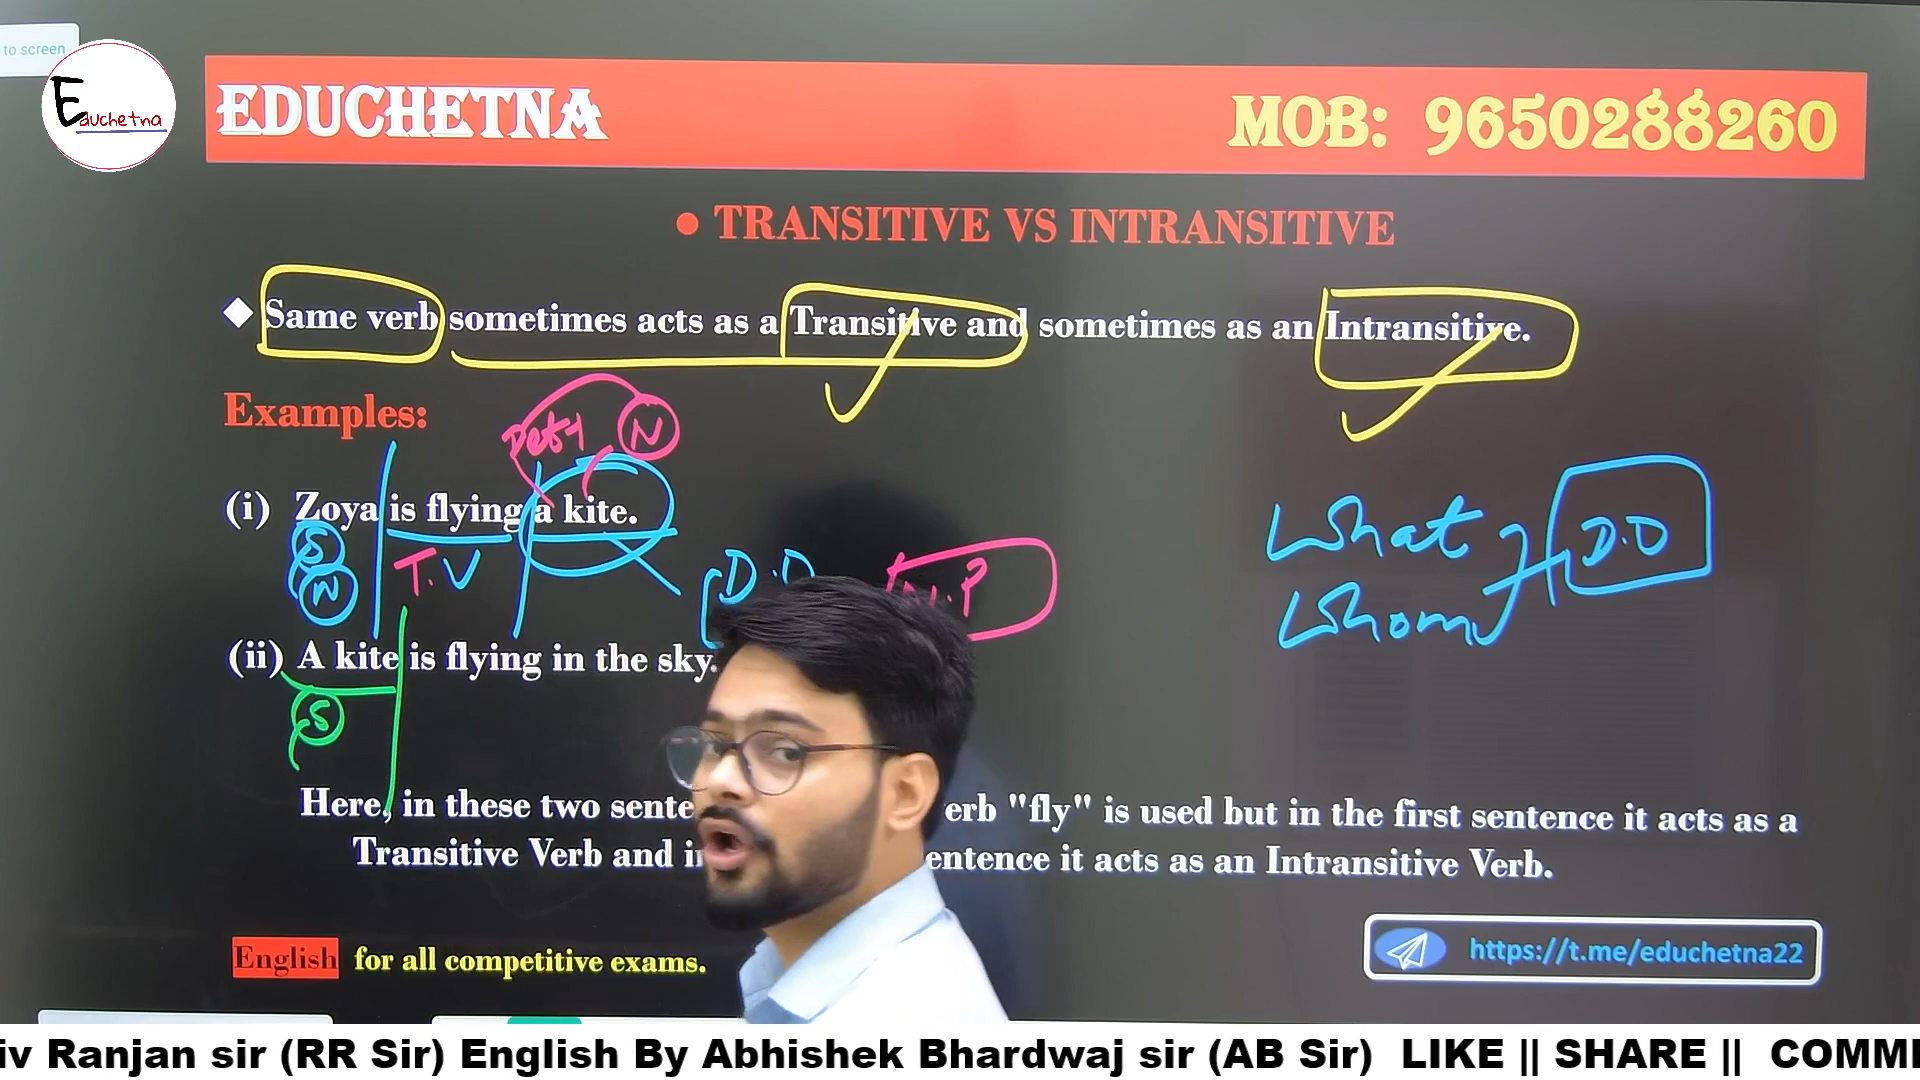 to screen
Educhetna
EDUCHETNA
MOB: 9650288260
• TRANSITIVE VS INTRANSITIVE
Same verb sometimes acts as a Transitive and sometimes as an Intransitive.
Examples:
N
(i) Zoya is flying a kite.
What
D.O
S
N
T.V
D.O
N.P
Whom
(ii) A kite is flying in the sky.
S
Here, in these two sente erb "fly" is used but in the first sentence it acts as a
Transitive Verb and in entence it acts as an Intransitive Verb.
English for all competitive exams.
https://t.me/educhetna22
iv Ranjan sir (RR Sir) English By Abhishek Bhardwaj sir (AB Sir) LIKE || SHARE || COMME